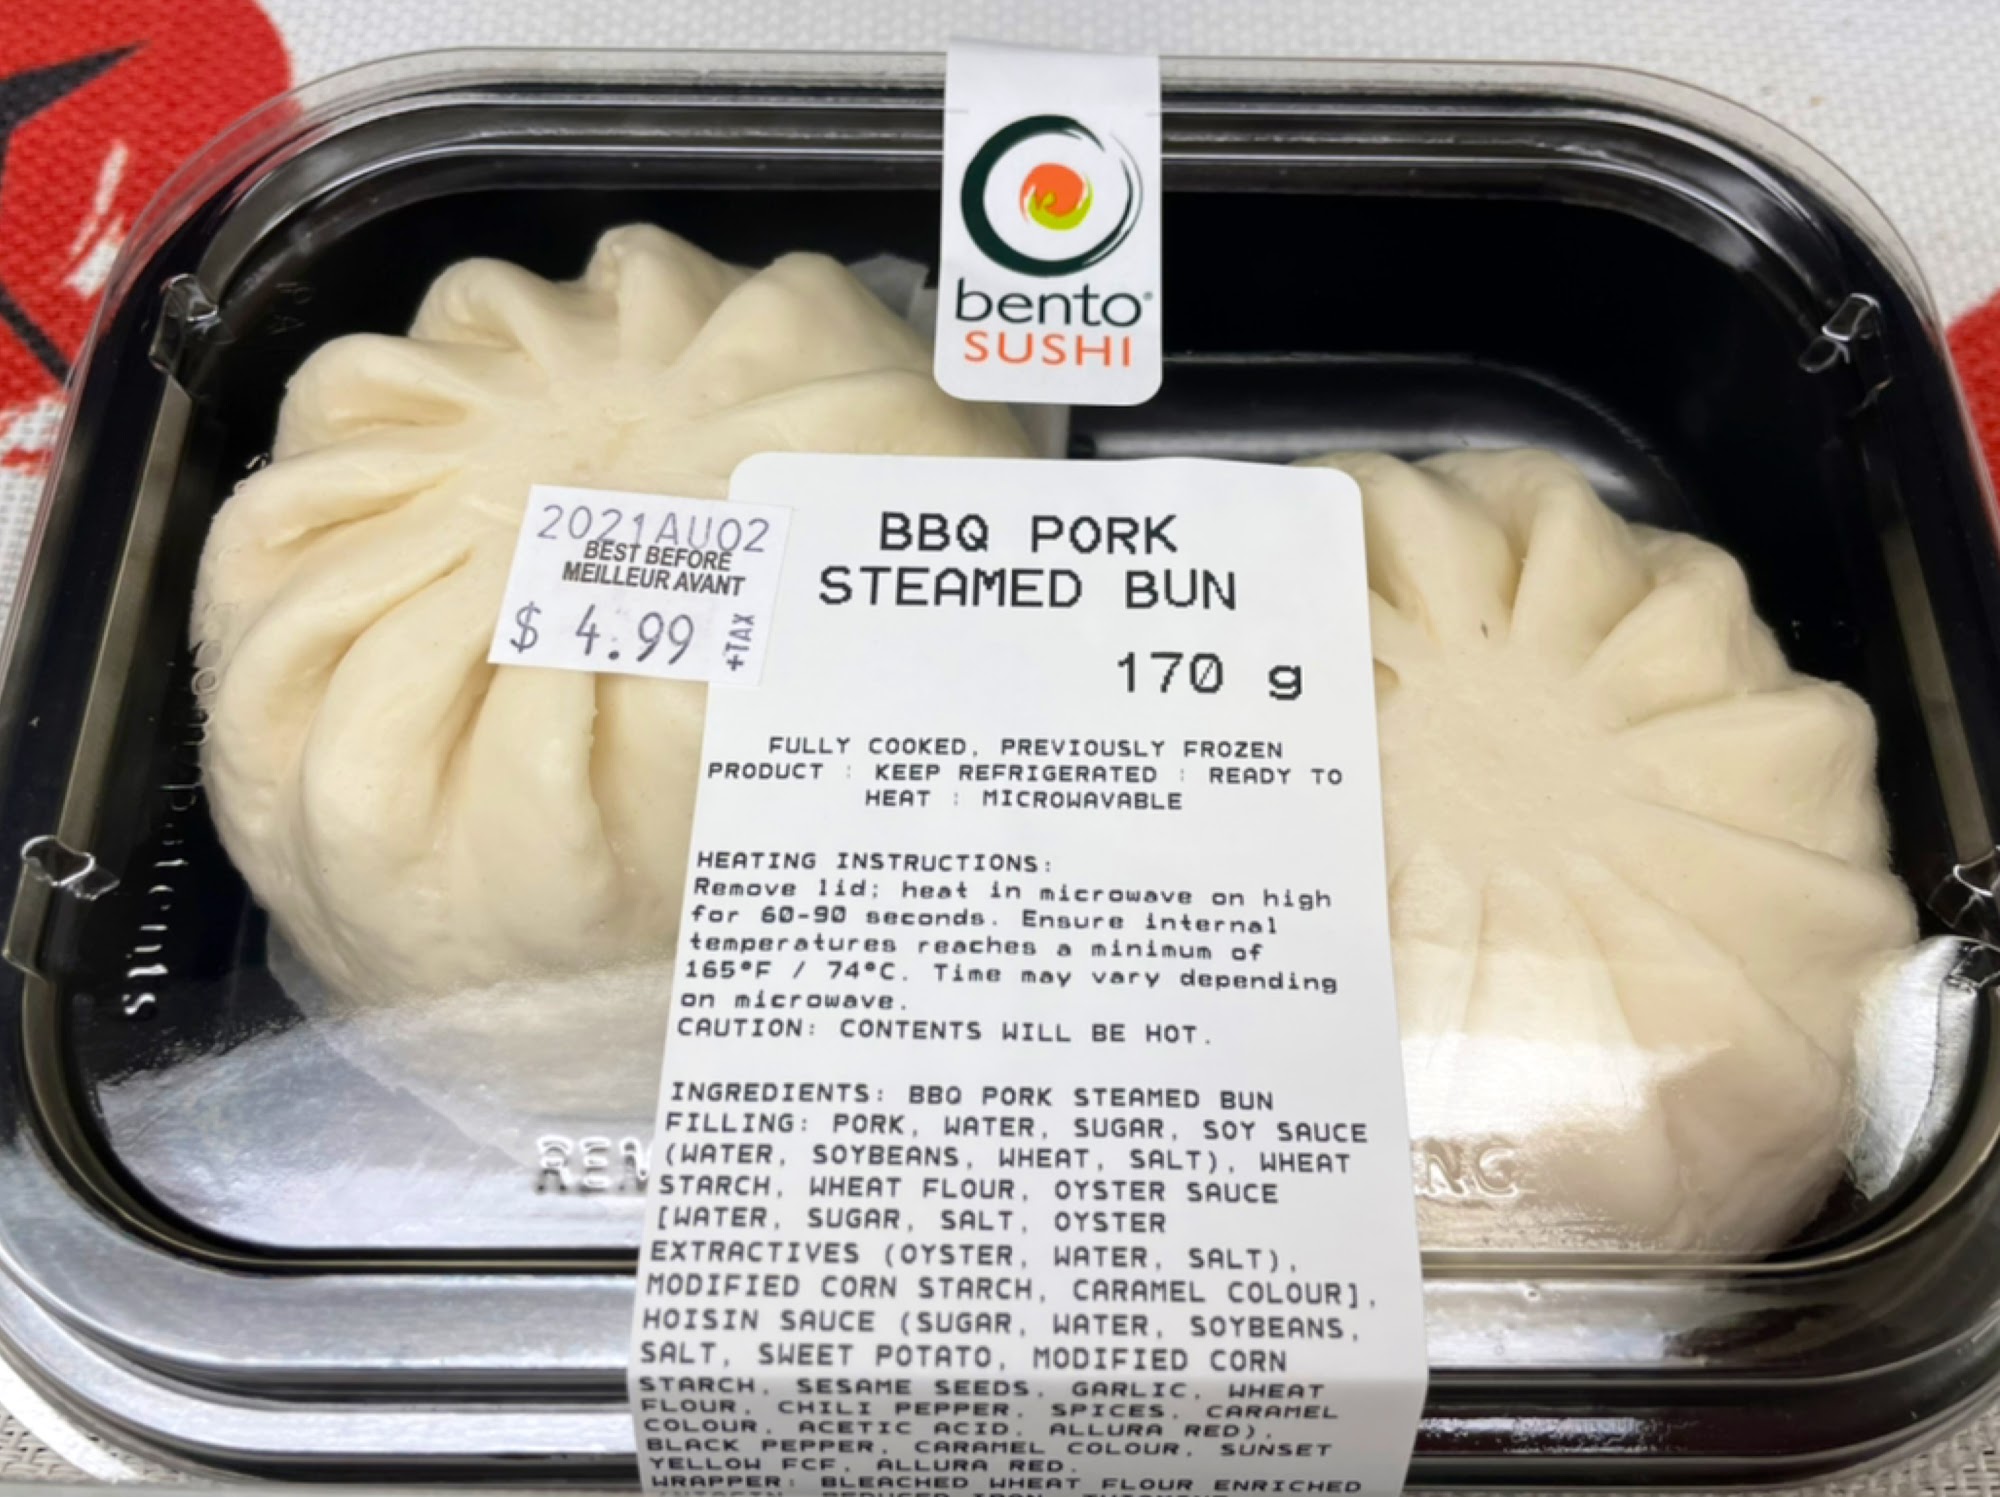 bento
SUSHI
2021AU02
BEST BEFORE
MEILLEUR AVANT
$ 4.99 +TAX
BBQ PORK
STEAMED BUN
170 g
FULLY COOKED, PREVIOUSLY FROZEN
PRODUCT : KEEP REFRIGERATED : READY TO
HEAT : MICROWAVABLE
HEATING INSTRUCTIONS:
Remove lid; heat in microwave on high
for 60-90 seconds. Ensure internal
temperatures reaches a minimum of
165°F / 74°C. Time may vary depending
on microwave.
CAUTION: CONTENTS WILL BE HOT.
INGREDIENTS: BBQ PORK STEAMED BUN
FILLING: PORK, WATER, SUGAR, SOY SAUCE
(WATER, SOYBEANS, WHEAT, SALT), WHEAT
STARCH, WHEAT FLOUR, OYSTER SAUCE
[WATER, SUGAR, SALT, OYSTER
EXTRACTIVES (OYSTER, WATER, SALT),
MODIFIED CORN STARCH, CARAMEL COLOUR],
HOISIN SAUCE (SUGAR, WATER, SOYBEANS,
SALT, SWEET POTATO, MODIFIED CORN
STARCH, SESAME SEEDS, GARLIC, WHEAT
FLOUR, CHILI PEPPER, SPICES, CARAMEL
COLOUR, ACETIC ACID, ALLURA RED),
BLACK PEPPER, CARAMEL COLOUR, SUNSET
YELLOW FCF, ALLURA RED.
WRAPPER: BLEACHED WHEAT FLOUR ENRICHED